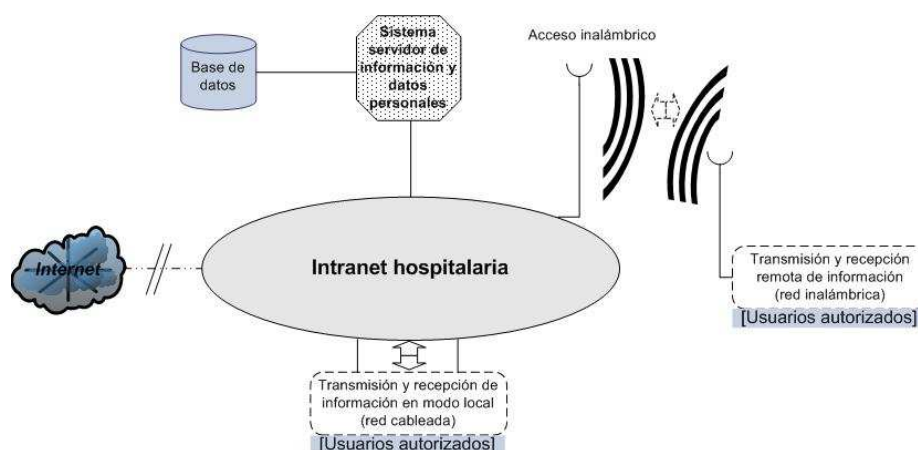 Sistema
servidor de
información y
datos
personales
Base de
datos
Acceso inalámbrico
Internet
Intranet hospitalaria
Transmisión y recepción
remota de información
(red inalámbrica)
[Usuarios autorizados]
Transmisión y recepción de
información en modo local
(red cableada)
[Usuarios autorizados]